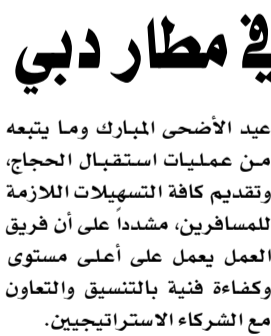 في مطار دبي
عيد الأضحى المبارك وما يتبعه
من عمليات استقبال الحجاج،
وتقديم كافة التسهيلات اللازمة
للمسافرين، مشدداً على أن فريق
العمل يعمل على أعلى مستوى
وكفاءة فنية بالتنسيق والتعاون
مع الشركاء الاستراتيجيين.